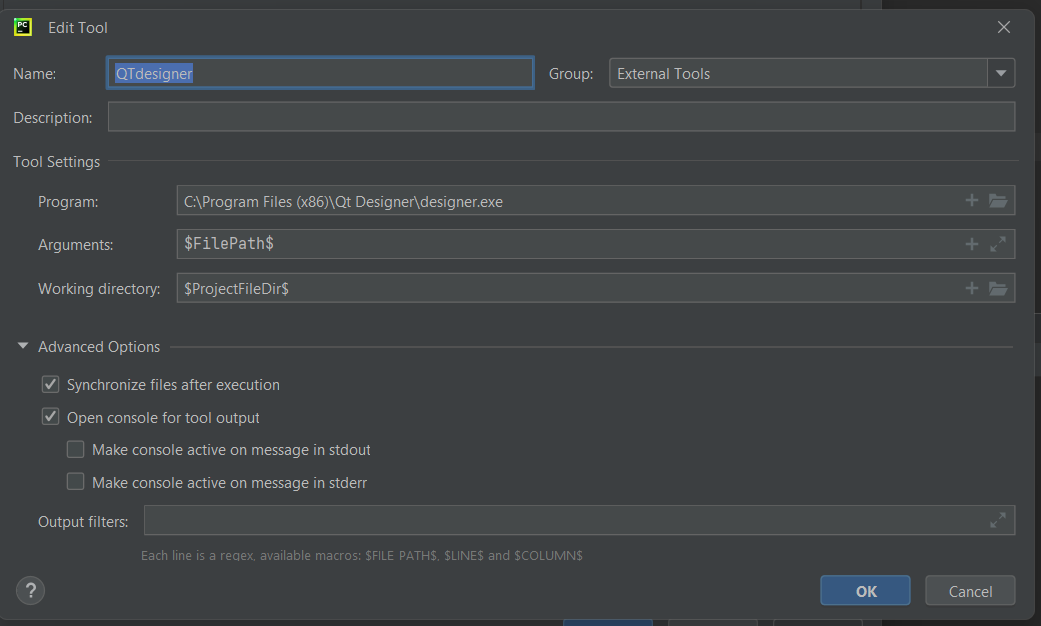 PC Edit Tool
Name: QTdesigner Group: External Tools
Description:
Tool Settings
Program: C:\Program Files (x86)\Qt Designer\designer.exe
Arguments: $FilePath$
Working directory: $ProjectFileDir$
Advanced Options
Synchronize files after execution
Open console for tool output
Make console active on message in stdout
Make console active on message in stderr
Output filters:
Each line is a regex, available macros: $FILE PATH$, $LINE$ and $COLUMN$
? OK Cancel